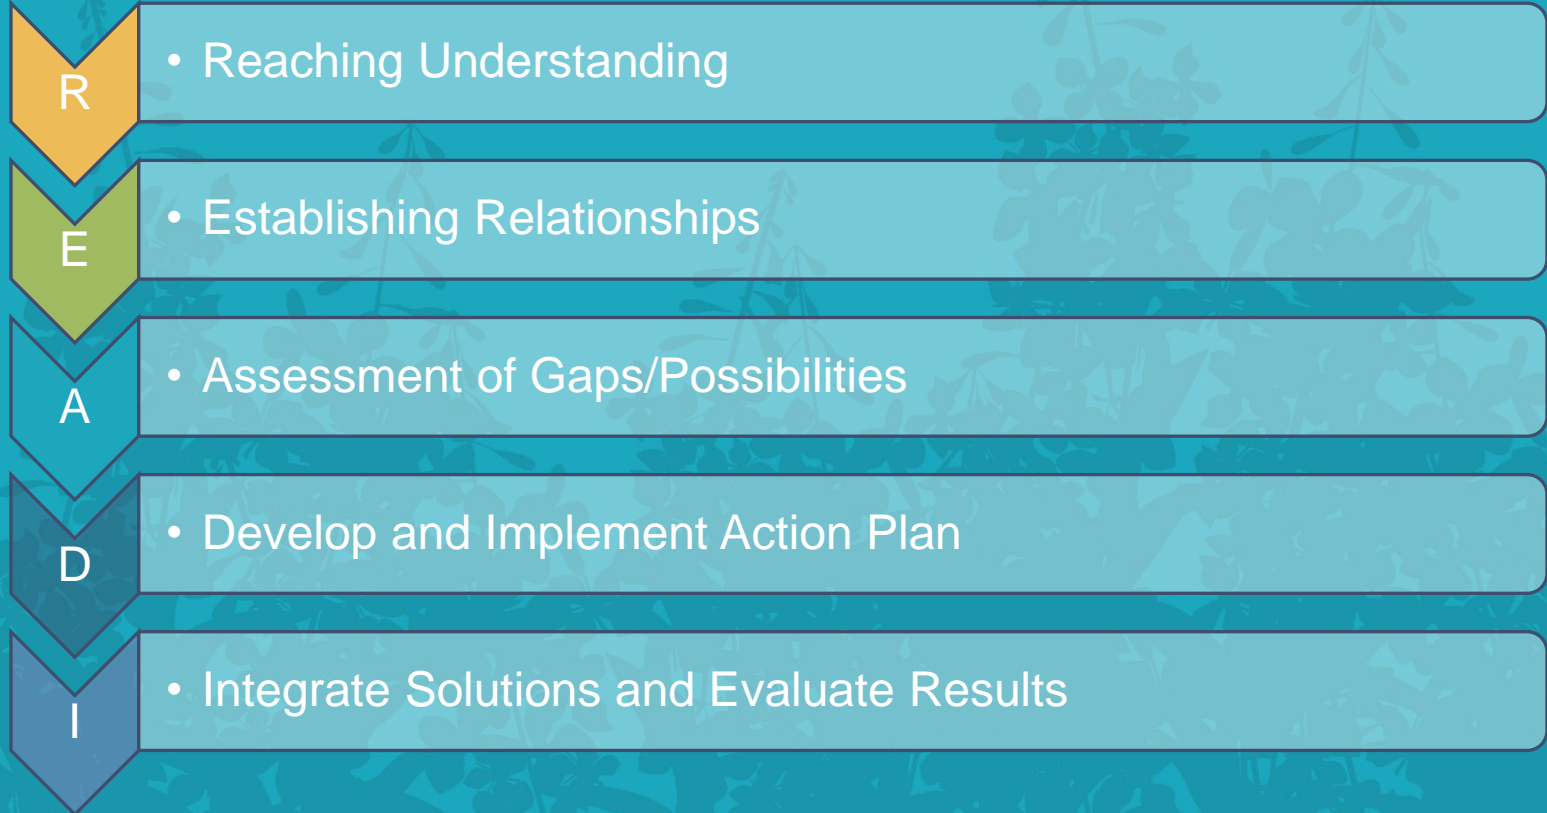 R
• Reaching Understanding
E
• Establishing Relationships
A
• Assessment of Gaps/Possibilities
D
• Develop and Implement Action Plan
I
• Integrate Solutions and Evaluate Results